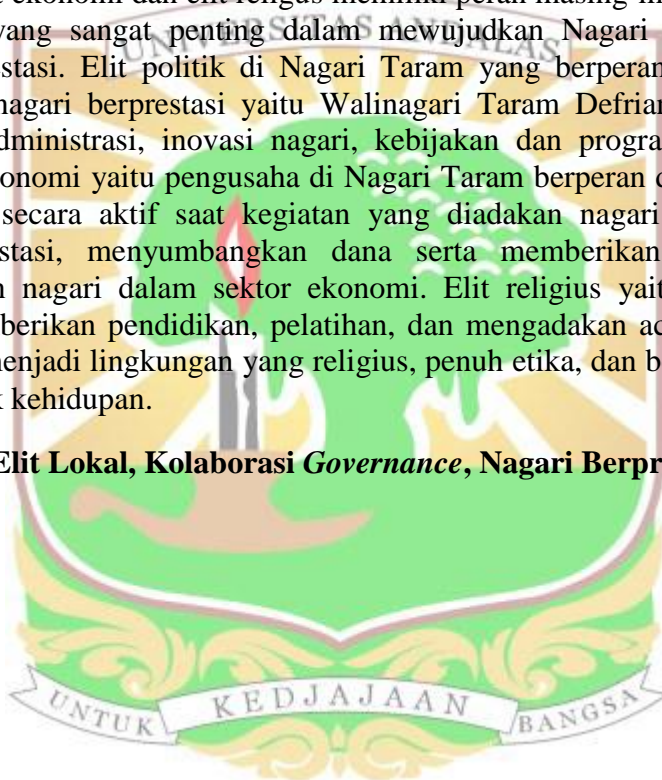 ekonomi dan elit religus memiliki peran masing-m
yang sangat penting dalam mewujudkan Nagari
UNIVERSITAS ANDALAS
stasi. Elit politik di Nagari Taram yang berperan
nagari berprestasi yaitu Walinagari Taram Defrian
dministrasi, inovasi nagari, kebijakan dan progra
onomi yaitu pengusaha di Nagari Taram berperan d
secara aktif saat kegiatan yang diadakan nagari
stasi, menyumbangkan dana serta memberikan
n nagari dalam sektor ekonomi. Elit religius yait
berikan pendidikan, pelatihan, dan mengadakan ac
menjadi lingkungan yang religius, penuh etika, dan b
k kehidupan.
Elit Lokal, Kolaborasi Governance, Nagari Berpr
UNTUK KEDJAJAAN BANGSA